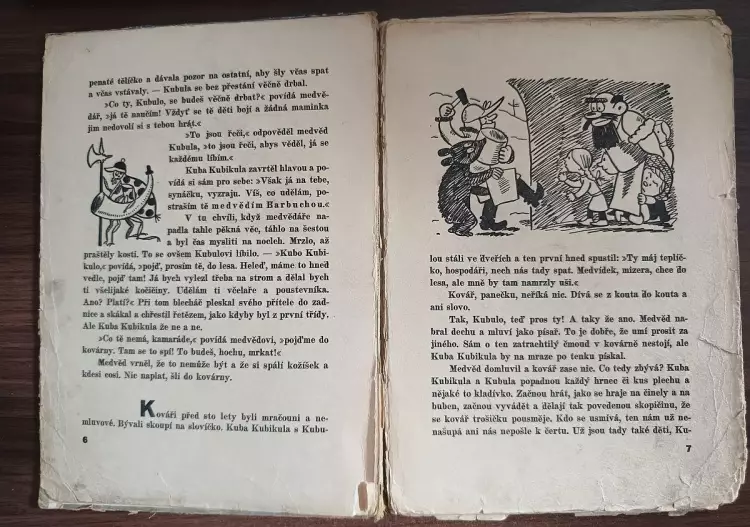 penaté tělíčko a dávala pozor na ostatní, aby šly včas spat
a včas vstávaly. — Kubula se bez přestání věčně drbal.
»Co ty, Kubulo, se budeš věčně drbat?« povídá medvě-
dář, »já tě naučím! Vždyť se tě děti bojí a žádná maminka
jim nedovolí si s tebou hrát.«
»To jsou řeči,« odpověděl medvěd
Kubula, »to jsou řeči, abys věděl, já se
každému líbím.«
Kuba Kubikula zavrtěl hlavou a po-
vídá si sám pro sebe: »Však já na tebe,
synáčku, vyzraju. Víš, co udělám, po-
straším tě medvědím Barbuchou.«
V tu chvíli, když medvědáře na-
padla tahle pěkná věc, táhlo na šestou
a byl čas mysliti na nocleh. Mrzlo, až
praštěly kosti. To se ovšem Kubulovi líbilo. — »Kubo Kubi-
kulo,« povídá, »pojď, prosím tě, do lesa. Heleď, máme to hned
vedle, pojď tam! Já bych vylezl třeba na strom a dělal bych
ti všelijaké kočičiny. Udělám ti včelaře a poustevníka.
Ano? Platí?« Při tom blecháč pleskal svého přítele do zad-
nice a skákal a chřestil řetězem, jako kdyby byl z první třídy.
Ale Kuba Kubikula že ne a ne.
»Co tě nemá, kamaráde,« povídá medvědovi, »pojďme do
kovárny. Tam se to spí! To budeš, hochu, mrkat!«
Medvěd vrněl, že to nemůže být a že si spálí kožíšek a
kdesi cosi. Nic naplat, šli do kovárny.
Kováři před sto lety byli mračouni a ne-
mluvové. Bývali skoupí na slovíčko. Kuba Kubikula s Kubu-
6
lou stáli ve dveřích a ten první hned spustil: »Ty máj teplíč-
ko, hospodáři, nech nás tady spat. Medvídek, mizera, chce do
lesa, ale mně by tam namrzly uši.«
Kovář, panečku, neříká nic. Dívá se z kouta do kouta a
ani slovo.
Tak, Kubulo, teď pros ty! A taky že ano. Medvěd na-
bral dechu a mluví jako písař. To je dobře, že umí prosit za
jiného. Sám o ten zatrachtilý čmoud v kovárně nestojí, ale
Kuba Kubikula by na mraze po tenku pískal.
Medvěd domluvil a kovář zase nic. Co tedy zbývá? Kuba
Kubikula a Kubula popadnou každý hrnec či kus plechu a
nějaké to kladívko. Začnou hrát, jako se hraje na činely a na
buben, začnou vyvádět a dělají tak povedené skopičiny, že
se kovář trošičku pousměje. Kdo se usmívá, ten nám už ne-
našupá ani nás nepošle k čertu. Už jsou tady také děti, Ku-
7